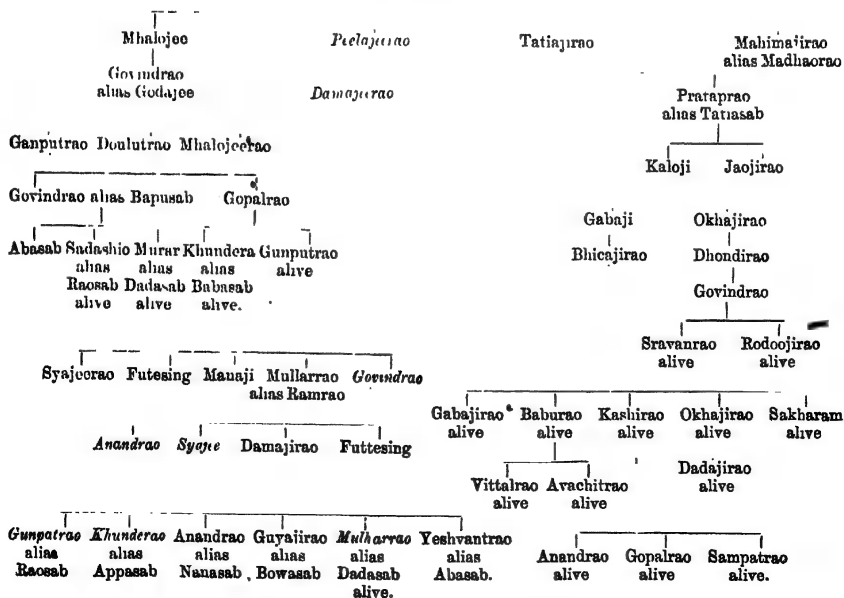 Mhalojee Peelajeerao Tatiajirao Mahimajirao
alias Madhaorao
Govindrao
alias Godajee Damajeerao Prataprao
alias Tatiasab
Ganputrao Doulutrao Mhalojeerao
Kaloji Jaojirao
Govindrao alias Bapusab Gopalrao
Gabaji Okhajirao
Abasab Sadashio Murar Khundera Gunputrao Bhicajirao Dhondirao
alias alias alias alive
Raosab Dadasab Babasab Govindrao
alive alive alive.
Sravanrao Rodoojirao
alive alive
Syajeerao Futesing Manaji Mullarrao Govindrao
alias Ramrao
Gabajirao Baburao Kashirao Okhajirao Sakharam
alive alive alive alive alive
Anandrao Syajee Damajirao Futtesing
Vittalrao Avachitrao Dadajirao
alive alive alive
Gunpatrao Khunderao Anandrao Guyajirao Mulharrao Yeshvantrao
alias alias alias alias alias alias
Raosab Appasab Nanasab, Bowasab Dadasab Abasab.
alive.
Anandrao Gopalrao Sampatrao
alive alive alive.